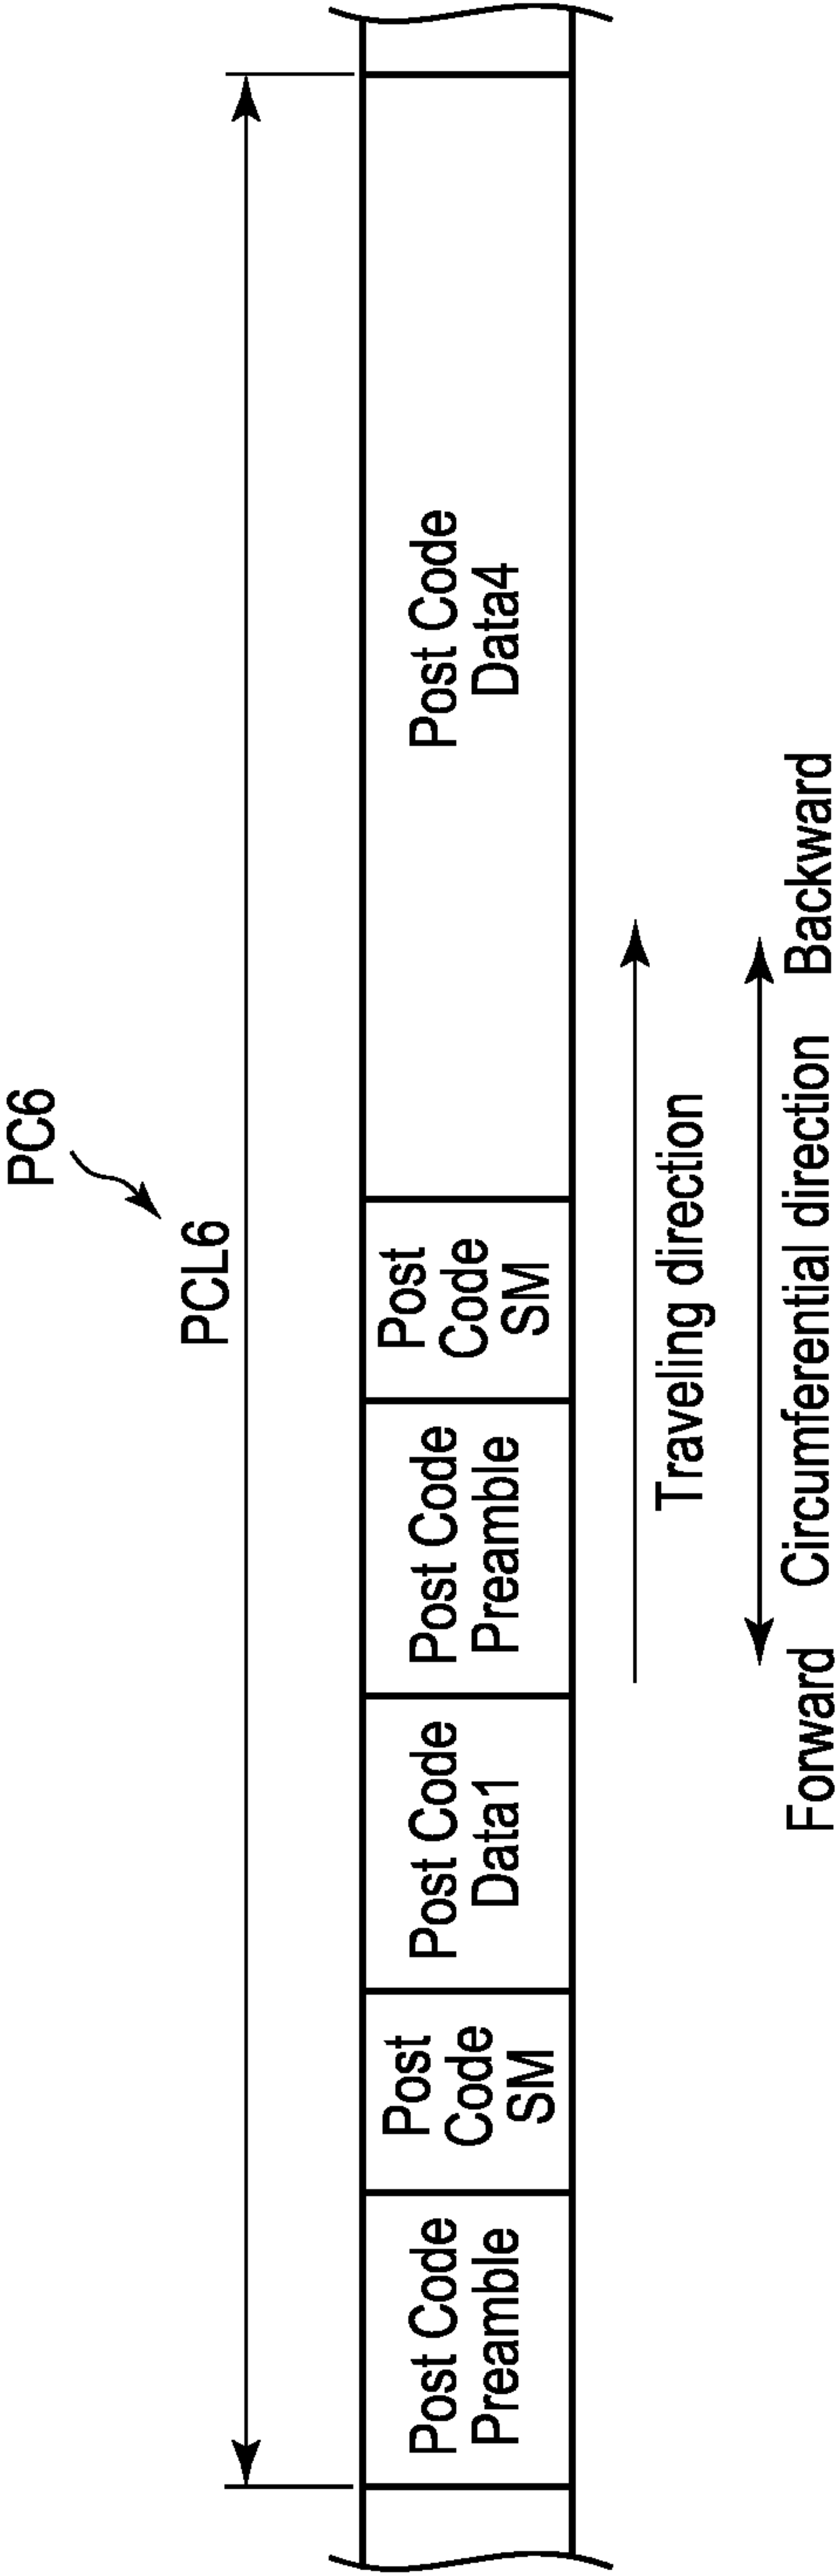 PC6
PCL6
Post Code
Preamble
Post
Code
SM
Post Code
Data1
Post Code
Preamble
Post
Code
SM
Post Code
Data4
Traveling direction
Forward Circumferential direction Backward